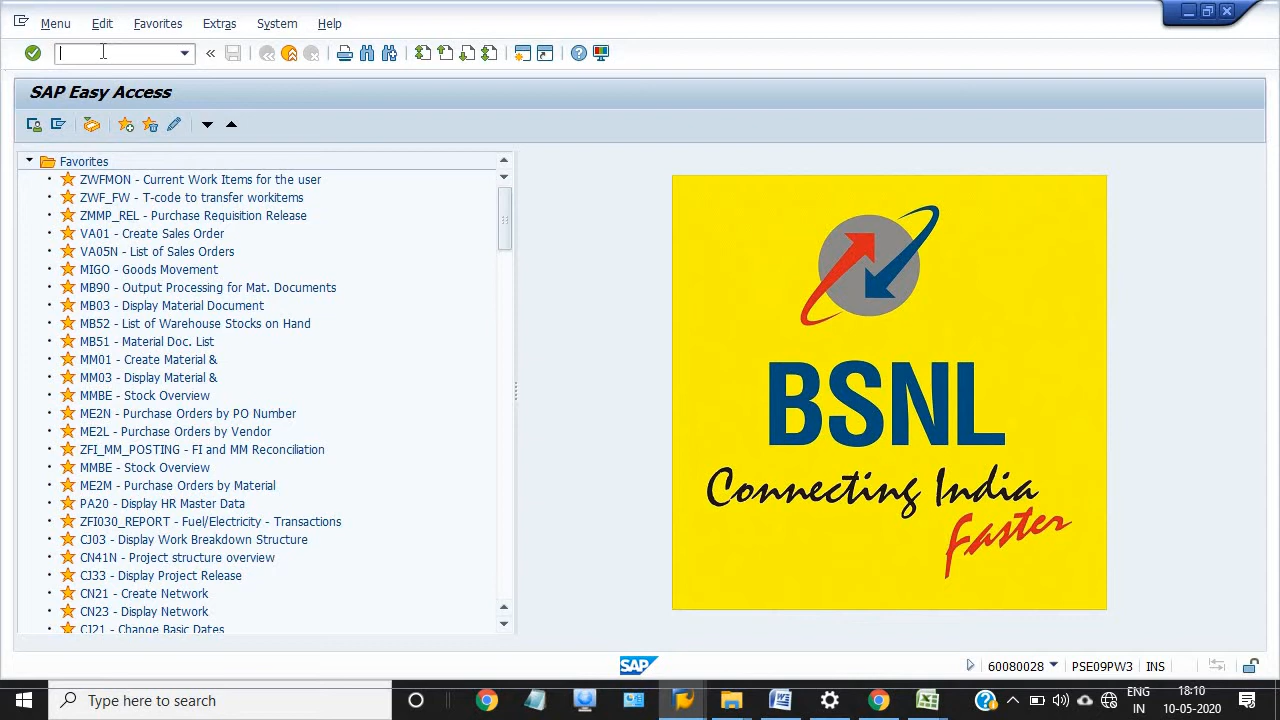 Menu Edit Favorites Extras System Help
SAP Easy Access
Favorites
ZWFMON - Current Work Items for the user
ZWF_FW - T-code to transfer workitems
ZMMP_REL - Purchase Requisition Release
VA01 - Create Sales Order
VA05N - List of Sales Orders
MIGO - Goods Movement
MB90 - Output Processing for Mat. Documents
MB03 - Display Material Document
MB52 - List of Warehouse Stocks on Hand
MB51 - Material Doc. List
MM01 - Create Material &
MM03 - Display Material &
MMBE - Stock Overview
ME2N - Purchase Orders by PO Number
ME2L - Purchase Orders by Vendor
ZFI_MM_POSTING - FI and MM Reconciliation
MMBE - Stock Overview
ME2M - Purchase Orders by Material
PA20 - Display HR Master Data
ZFI030_REPORT - Fuel/Electricity - Transactions
CJ03 - Display Work Breakdown Structure
CN41N - Project structure overview
CJ33 - Display Project Release
CN21 - Create Network
CN23 - Display Network
CJ21 - Change Basic Dates
BSNL
Connecting India
Faster
SAP
60080028 PSE09PW3 INS
Type here to search
ENG
IN
18:10
10-05-2020